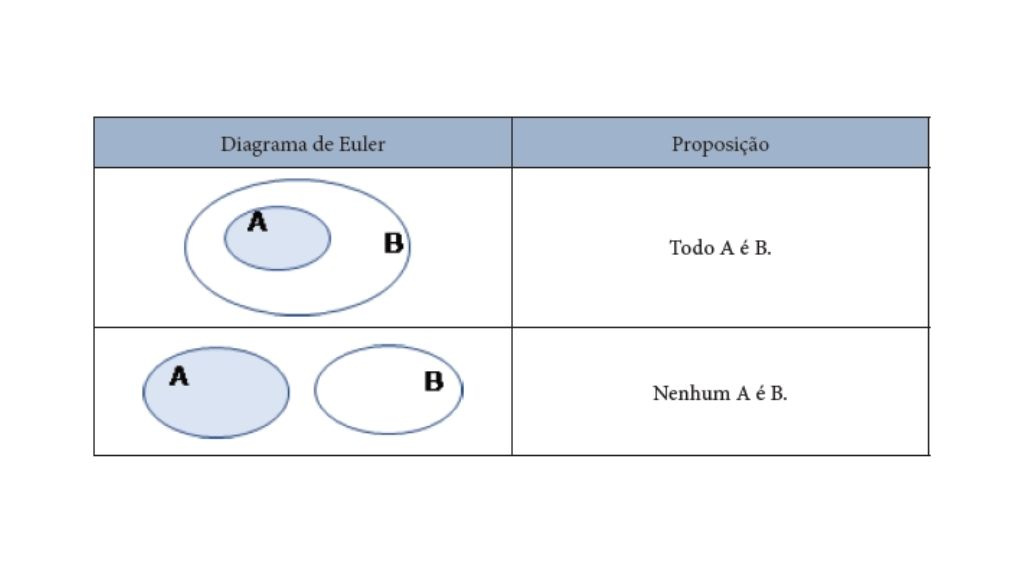 Diagrama de Euler
Proposição
A
B
Todo A é B.
A
B
Nenhum A é B.